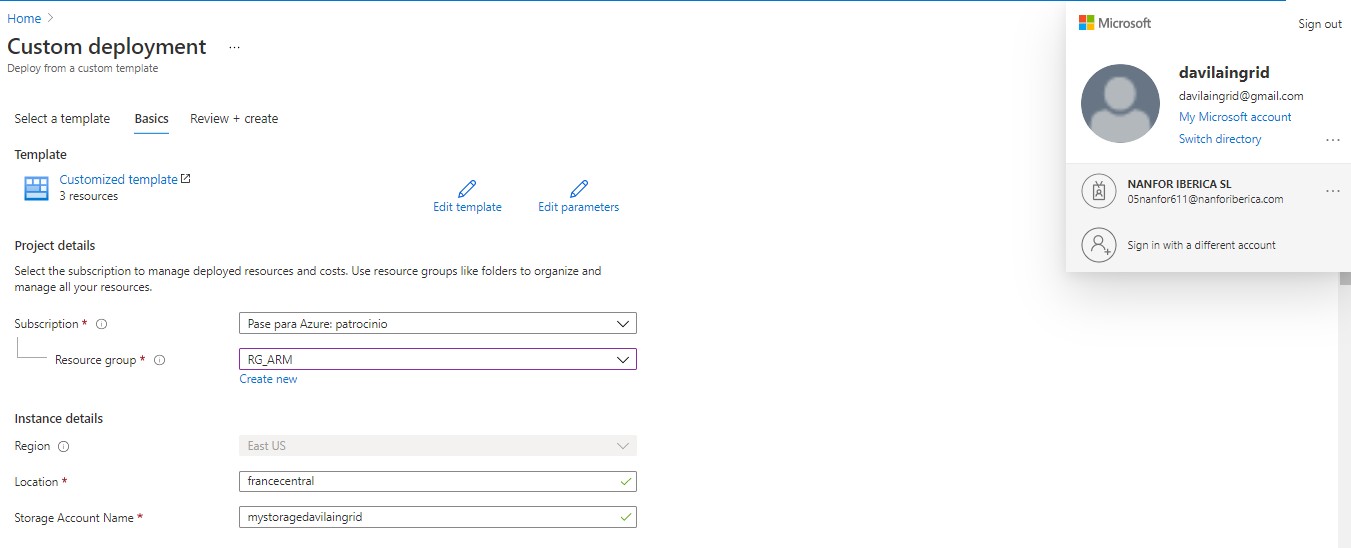 Home >
Custom deployment ...
Deploy from a custom template
Select a template Basics Review + create
Template
Customized template
3 resources
Edit template Edit parameters
Project details
Select the subscription to manage deployed resources and costs. Use resource groups like folders to organize and
manage all your resources.
Subscription * Pase para Azure: patrocinio
Resource group * RG_ARM
Create new
Instance details
Region East US
Location * francecentral
Storage Account Name * mystoragedavilaingrid
Microsoft Sign out
davilaingrid
davilaingrid@gmail.com
My Microsoft account
Switch directory ...
NANFOR IBERICA SL ...
05nanfor611@nanforiberica.com
Sign in with a different account